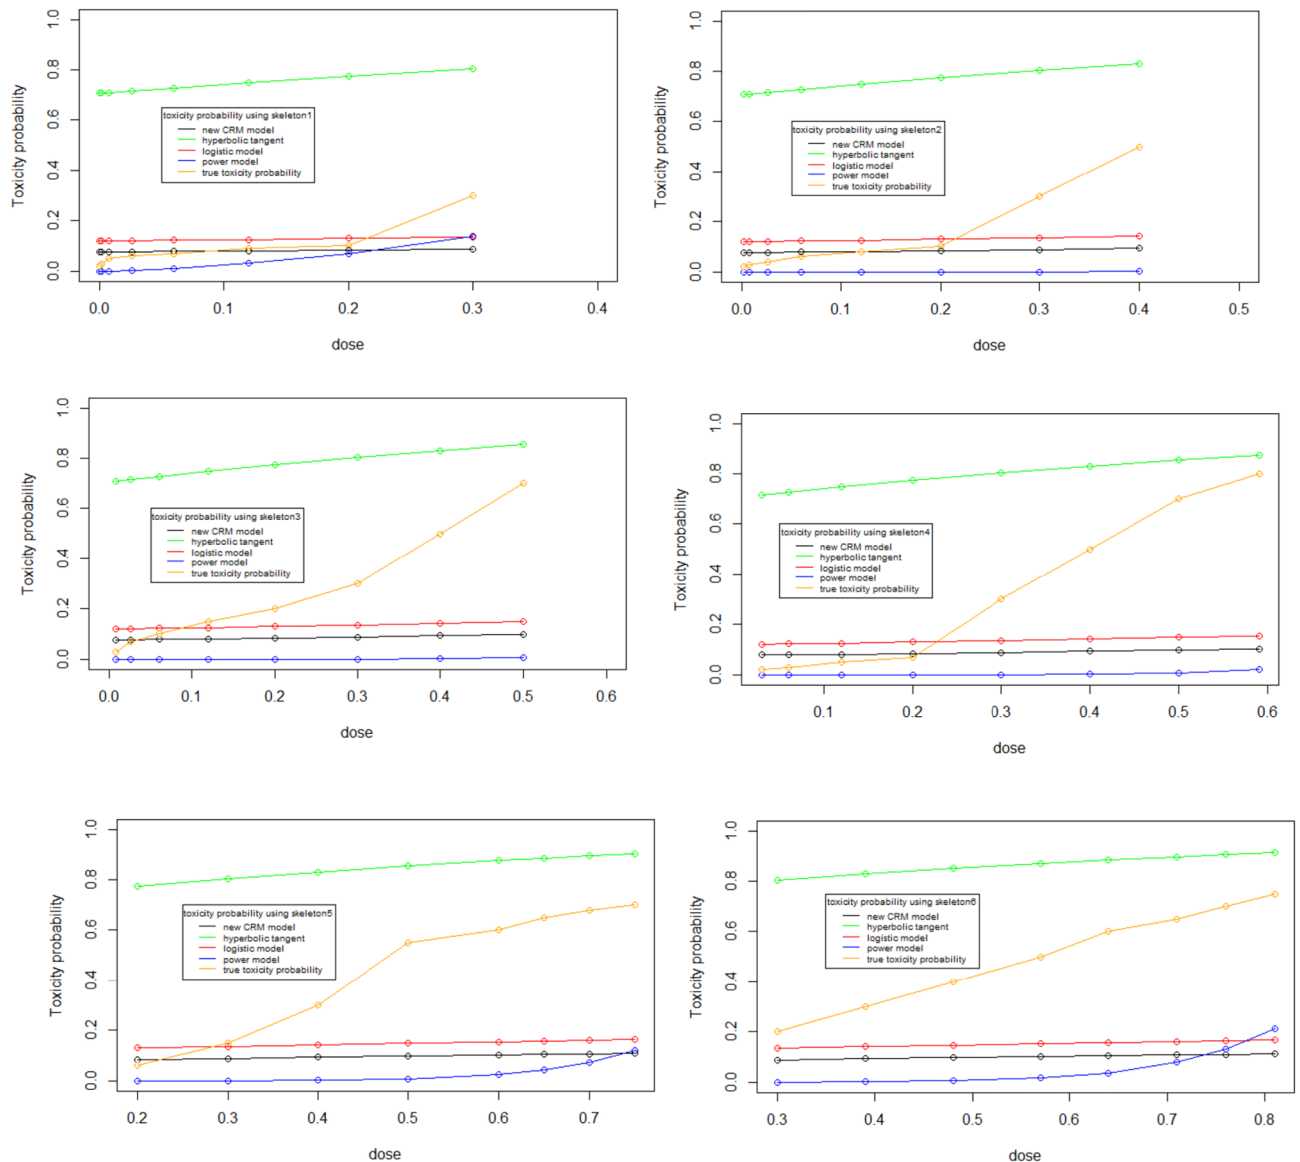 Toxicity probability
1.0
0.8
0.6
0.4
0.2
0.0
toxicity probability using skeleton1
new CRM model
hyperbolic tangent
logistic model
power model
true toxicity probability
0.0 0.1 0.2 0.3 0.4
dose
Toxicity probability
1.0
0.8
0.6
0.4
0.2
0.0
toxicity probability using skeleton2
new CRM model
hyperbolic tangent
logistic model
power model
true toxicity probability
0.0 0.1 0.2 0.3 0.4 0.5
dose
Toxicity probability
1.0
0.8
0.6
0.4
0.2
0.0
toxicity probability using skeleton3
new CRM model
hyperbolic tangent
logistic model
power model
true toxicity probability
0.0 0.1 0.2 0.3 0.4 0.5 0.6
dose
Toxicity probability
1.0
0.8
0.6
0.4
0.2
0.0
toxicity probability using skeleton4
new CRM model
hyperbolic tangent
logistic model
power model
true toxicity probability
0.1 0.2 0.3 0.4 0.5 0.6
dose
Toxicity probability
1.0
0.8
0.6
0.4
0.2
0.0
toxicity probability using skeleton5
new CRM model
hyperbolic tangent
logistic model
power model
true toxicity probability
0.2 0.3 0.4 0.5 0.6 0.7
dose
Toxicity probability
1.0
0.8
0.6
0.4
0.2
0.0
toxicity probability using skeleton6
new CRM model
hyperbolic tangent
logistic model
power model
true toxicity probability
0.3 0.4 0.5 0.6 0.7 0.8
dose